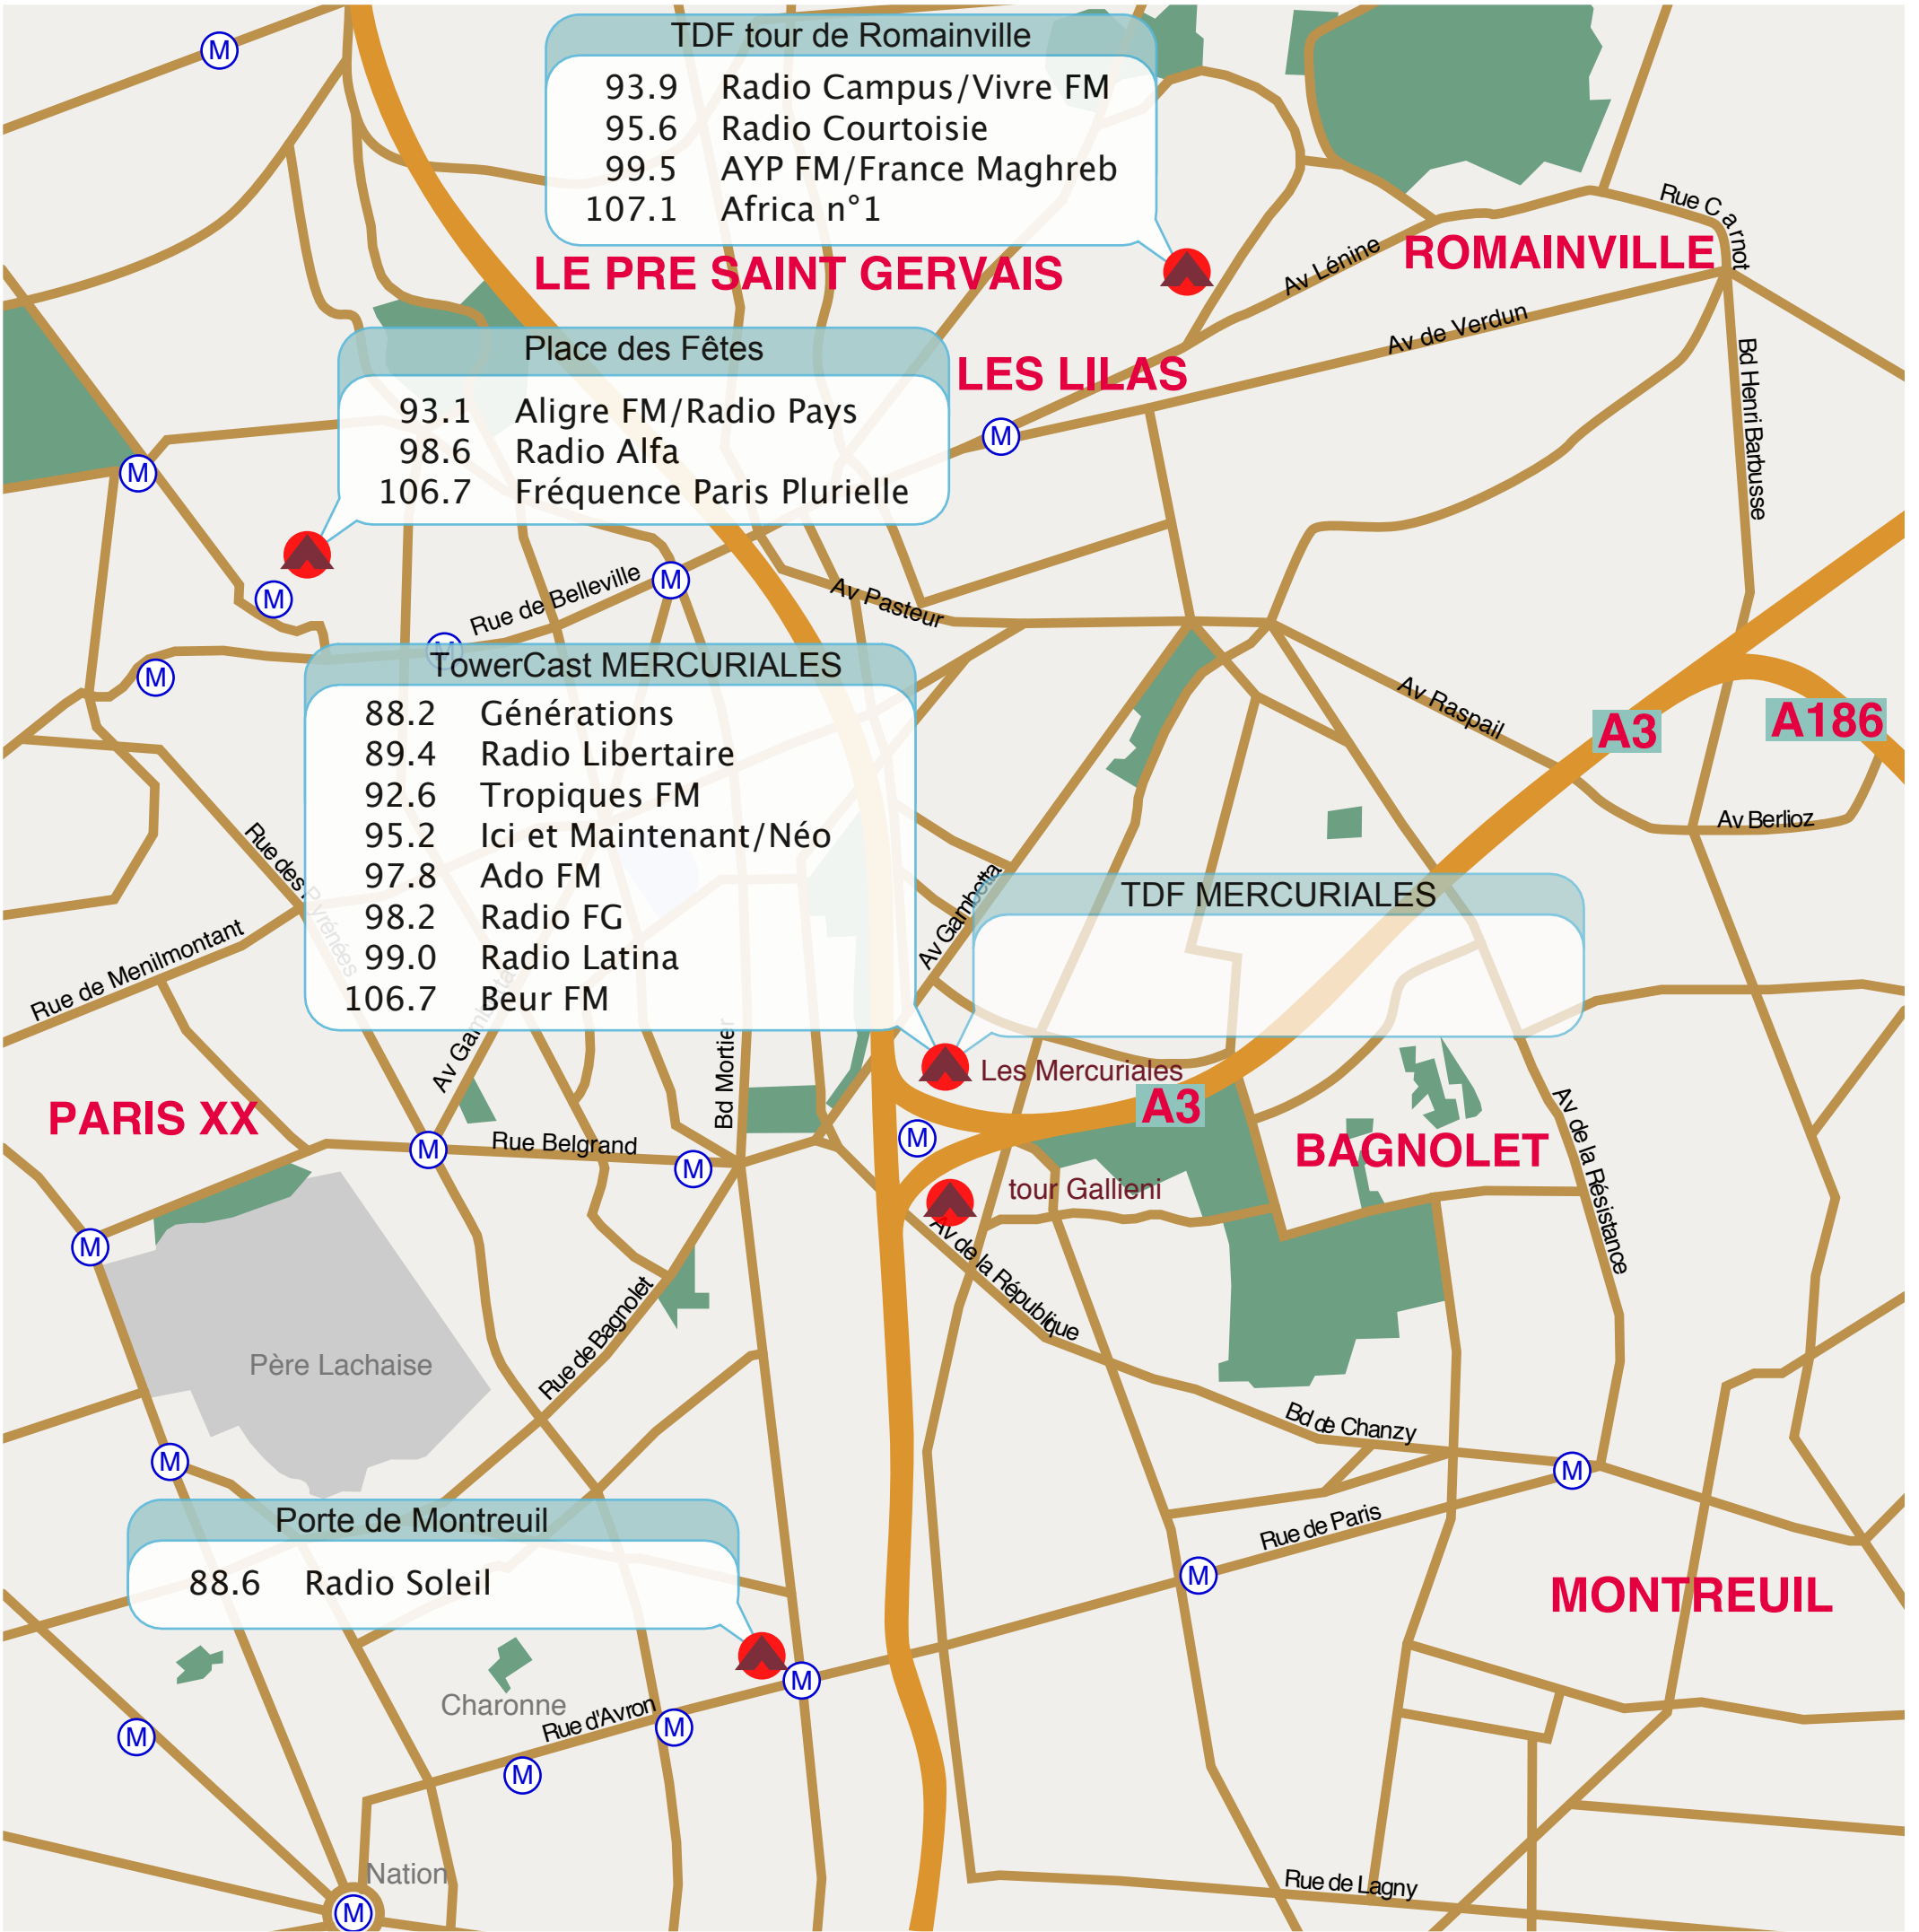 M
TDF tour de Romainville
93.9 Radio Campus/Vivre FM
95.6 Radio Courtoisie
99.5 AYP FM/France Maghreb
107.1 Africa n°1
Rue Carnot
LE PRE SAINT GERVAIS
Av Lénine
ROMAINVILLE
Av de Verdun
Place des Fêtes
93.1 Aligre FM/Radio Pays
98.6 Radio Alfa
106.7 Fréquence Paris Plurielle
LES LILAS
Bd Henri Barbusse
M
M
M
M
Rue de Belleville
Av Pasteur
M
M
TowerCast MERCURIALES
88.2 Générations
89.4 Radio Libertaire
92.6 Tropiques FM
95.2 Ici et Maintenant/Néo
97.8 Ado FM
98.2 Radio FG
99.0 Radio Latina
106.7 Beur FM
Av Raspail
A3
A186
Av Berlioz
Rue des Pyrénées
Av Gambetta
TDF MERCURIALES
Rue de Menilmontant
Av Gambetta
Bd Mortier
Les Mercuriales
A3
PARIS XX
M
Rue Belgrand
M
M
BAGNOLET
Av de la Résistance
tour Gallieni
M
Av de la République
Père Lachaise
Rue de Bagnolet
Bd de Chanzy
M
M
Porte de Montreuil
88.6 Radio Soleil
Rue de Paris
M
MONTREUIL
M
Charonne
Rue d'Avron
M
M
M
Nation
M
Rue de Lagny